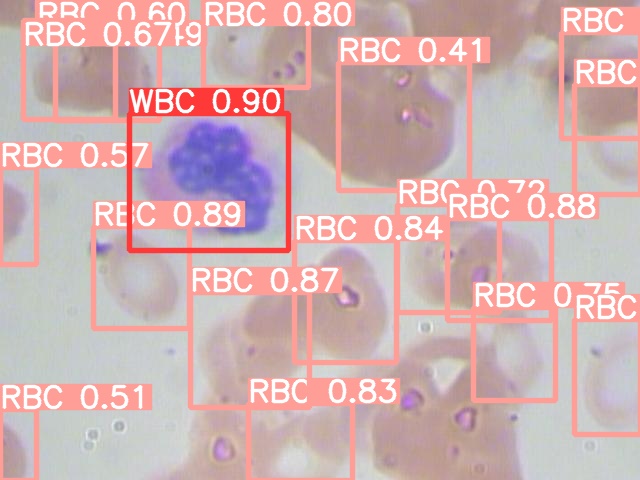 RBC 0.60
RBC 0.80
RBC
RBC 0.67
RBC 0.41
RBC
WBC 0.90
RBC 0.57
RBC 0.72
RBC 0.89
RBC 0.88
RBC 0.84
RBC 0.87
RBC 0.75
RBC
RBC 0.51
RBC 0.83